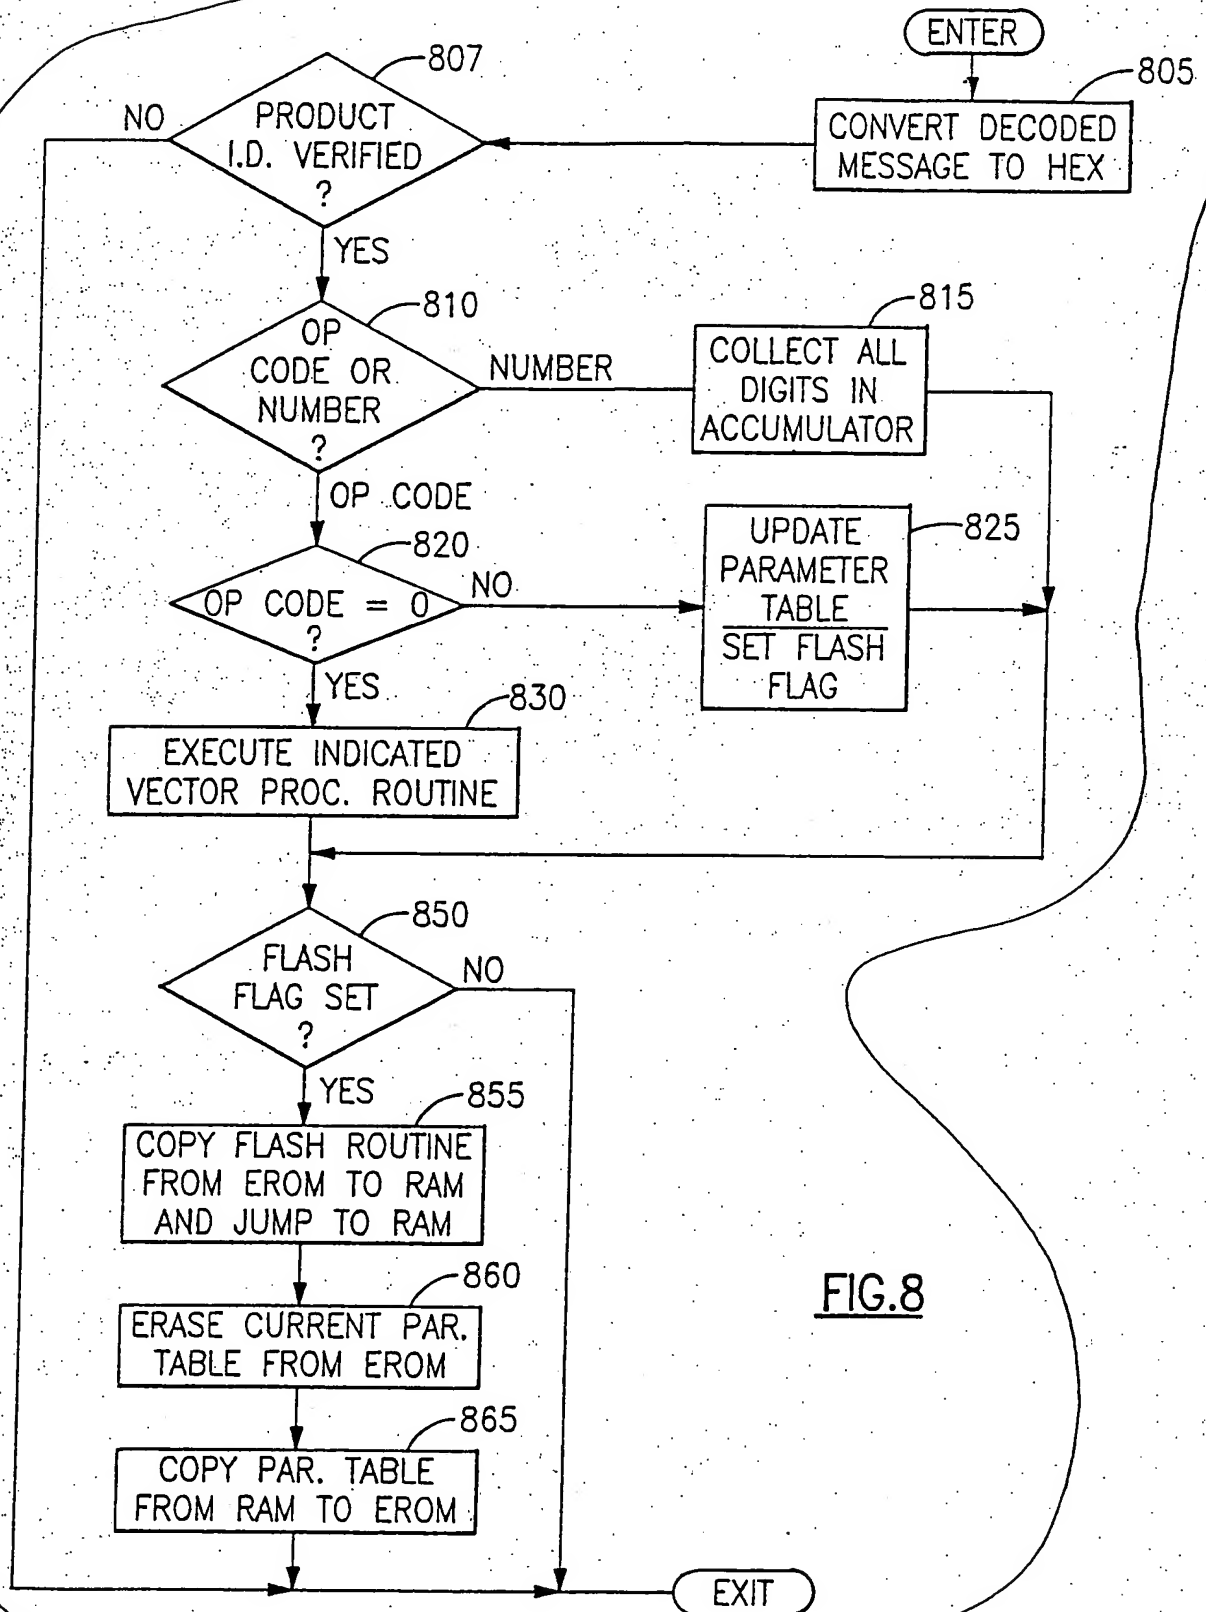 ENTER
805
CONVERT DECODED
MESSAGE TO HEX
807
PRODUCT
I.D. VERIFIED
?
NO
YES
810
OP
CODE OR
NUMBER
?
NUMBER
815
COLLECT ALL
DIGITS IN
ACCUMULATOR
OP CODE
820
OP CODE = 0
?
NO
825
UPDATE
PARAMETER
TABLE
SET FLASH
FLAG
YES
830
EXECUTE INDICATED
VECTOR PROC. ROUTINE
850
FLASH
FLAG SET
?
NO
YES
855
COPY FLASH ROUTINE
FROM EROM TO RAM
AND JUMP TO RAM
860
ERASE CURRENT PAR.
TABLE FROM EROM
865
COPY PAR. TABLE
FROM RAM TO EROM
EXIT
FIG.8